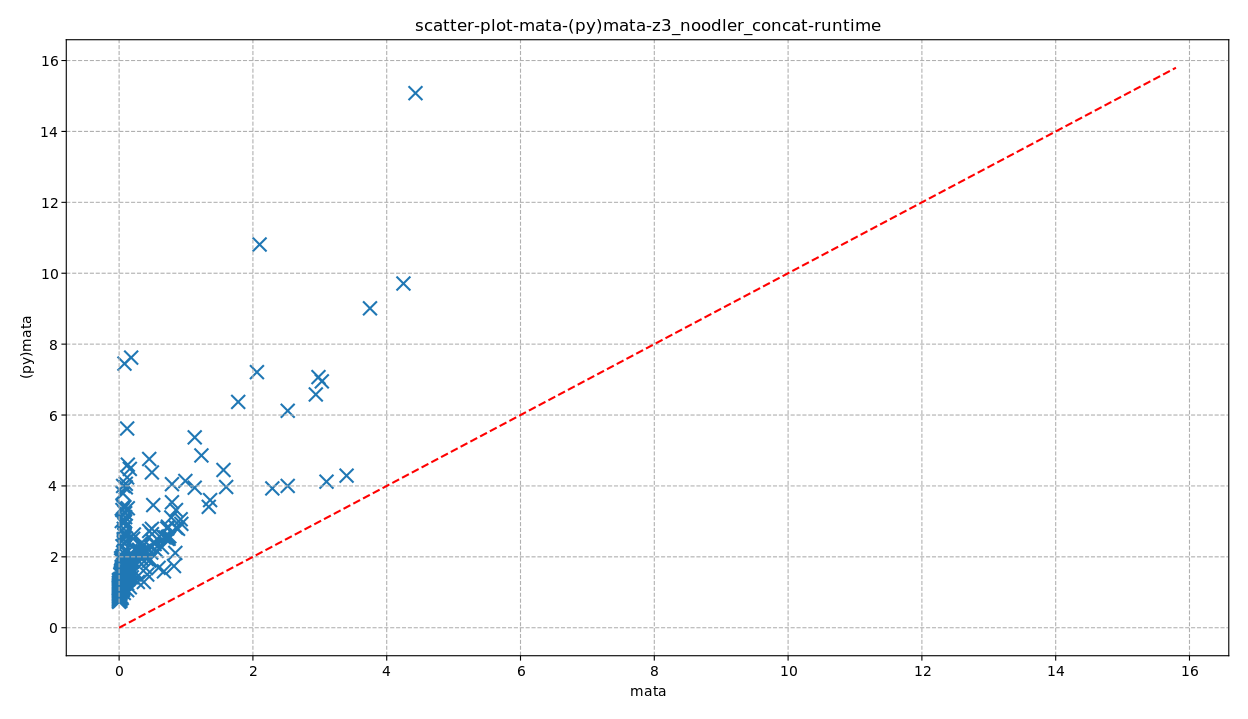 scatter-plot-mata-(py)mata-z3_noodler_concat-runtime
16
14
12
10
8
6
4
2
0
(py)mata
0 2 4 6 8 10 12 14 16
mata